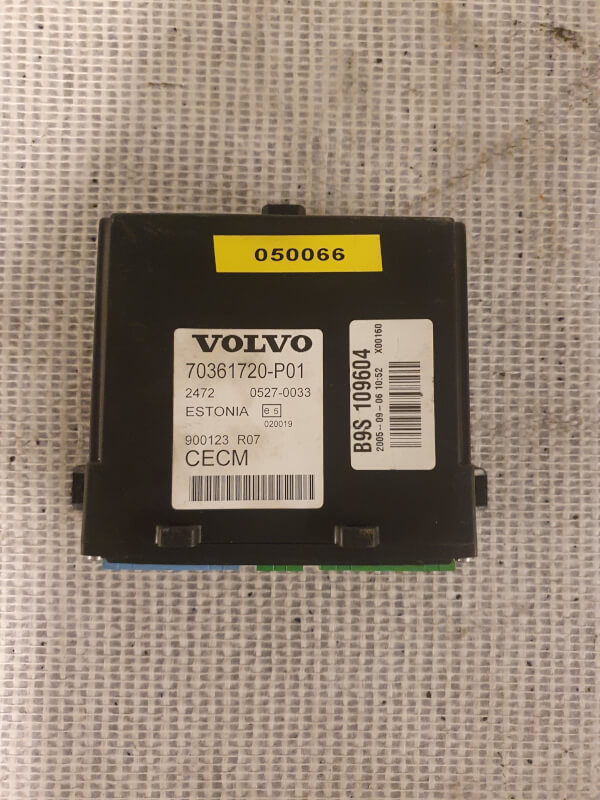 050066
VOLVO
70361720-P01
2472 0527-0033
ESTONIA e5
020019
900123 R07
CECM
B9S 109604
2005-09-06 10:52 X00160